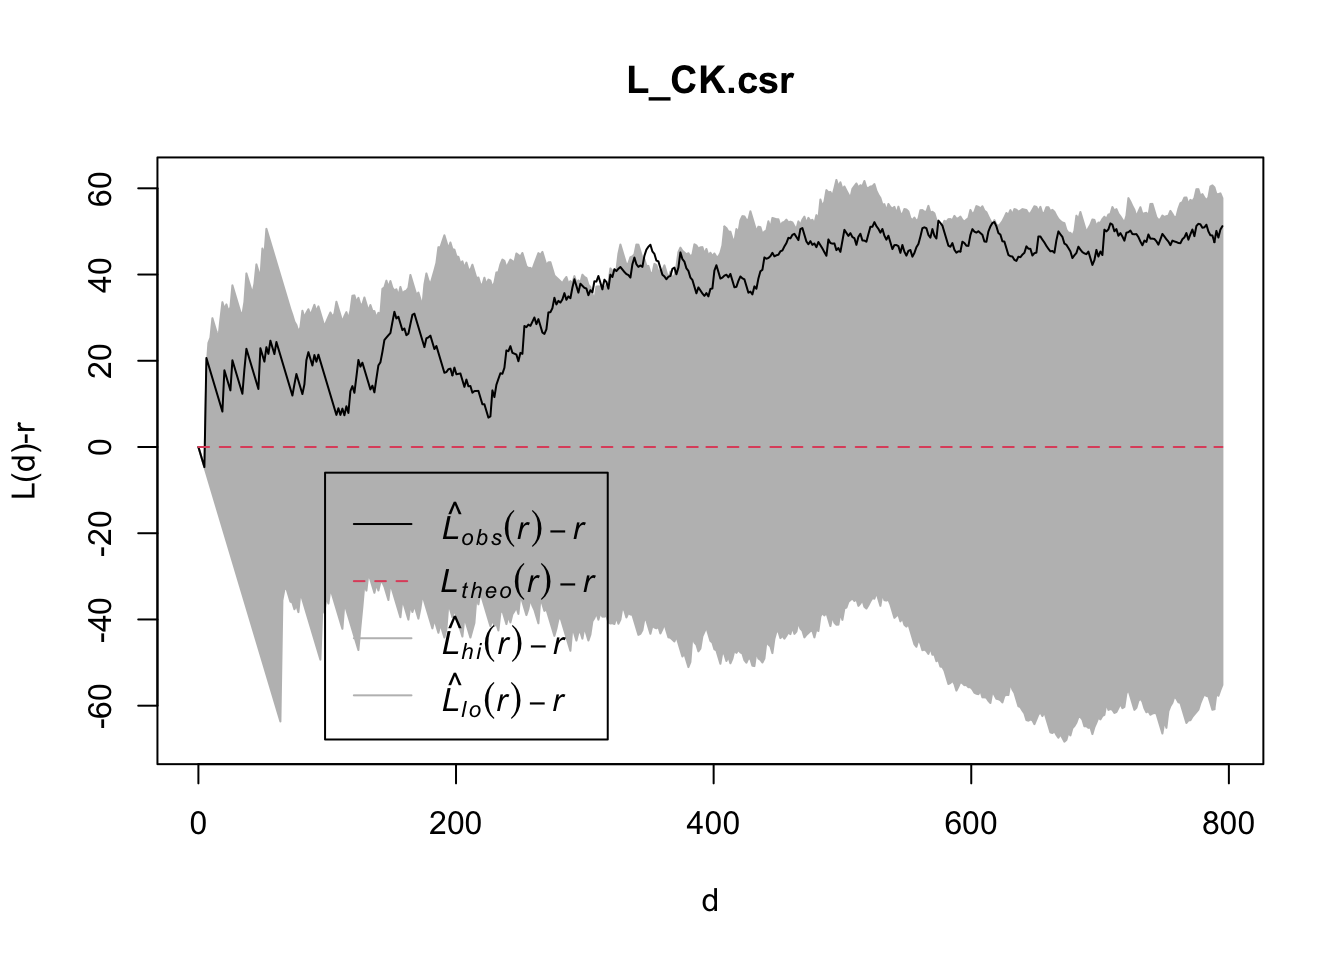 L_CK.csr
L(d)-r
60
40
20
0
-20
-40
-60
L̂obs(r) − r
Ltheo(r) − r
L̂hi(r) − r
L̂lo(r) − r
0 200 400 600 800
d